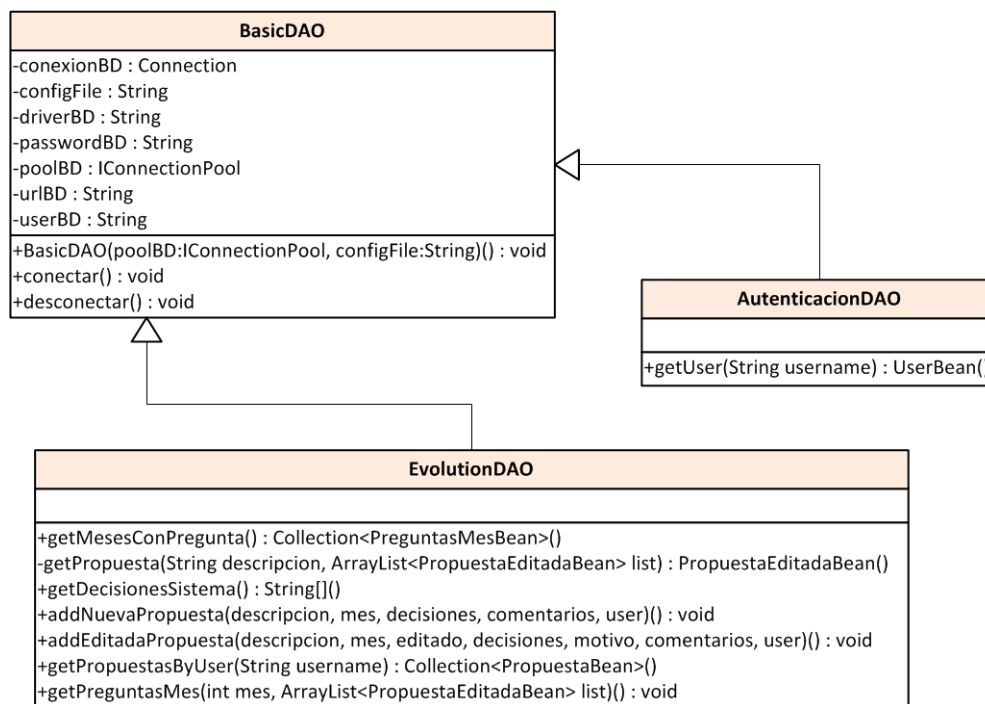 BasicDAO
-conexionBD : Connection
-configFile : String
-driverBD : String
-passwordBD : String
-poolBD : IConnectionPool
-urlBD : String
-userBD : String
+BasicDAO(poolBD:IConnectionPool, configFile:String)() : void
+conectar() : void
+desconectar() : void
AutenticacionDAO
+getUser(String username) : UserBean()
EvolutionDAO
+getMesesConPregunta() : Collection<PreguntasMesBean>()
-getPropuesta(String descripcion, ArrayList<PropuestaEditadaBean> list) : PropuestaEditadaBean()
+getDecisionesSistema() : String[]()
+addNuevaPropuesta(descripcion, mes, decisiones, comentarios, user)() : void
+addEditadaPropuesta(descripcion, mes, editado, decisiones, motivo, comentarios, user)() : void
+getPropuestasByUser(String username) : Collection<PropuestaBean>()
+getPreguntasMes(int mes, ArrayList<PropuestaEditadaBean> list)() : void